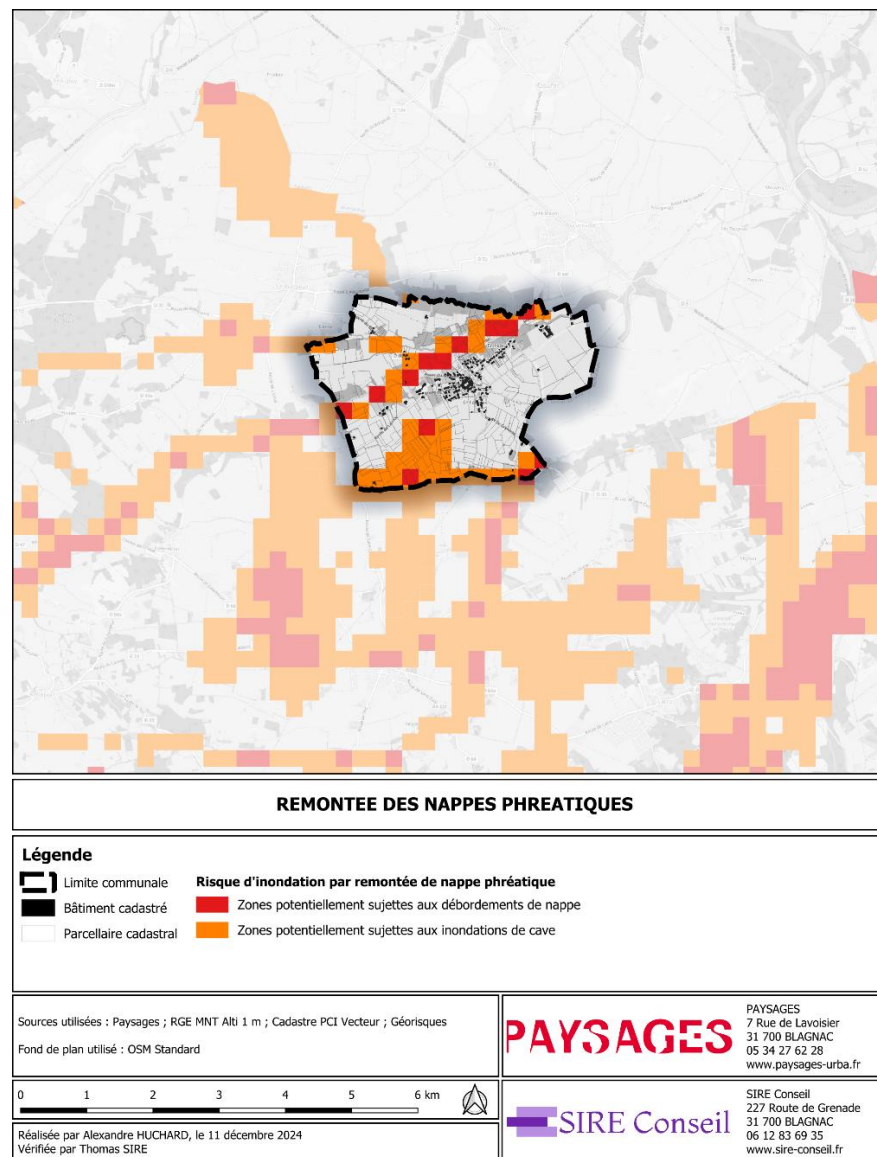 REMONTEE DES NAPPES PHREATIQUES
Légende
Limite communale
Bâtiment cadastré
Parcellaire cadastral
Risque d'inondation par remontée de nappe phréatique
Zones potentiellement sujettes aux débordements de nappe
Zones potentiellement sujettes aux inondations de cave
Sources utilisées : Paysages ; RGE MNT Alti 1 m ; Cadastre PCI Vecteur ; Géorisques
Fond de plan utilisé : OSM Standard
0 1 2 3 4 5 6 km
Réalisée par Alexandre HUCHARD, le 11 décembre 2024
Vérifiée par Thomas SIRE
PAYSAGES
PAYSAGES
7 Rue de Lavoisier
31 700 BLAGNAC
05 34 27 62 28
www.paysages-urba.fr
SIRE Conseil
SIRE Conseil
227 Route de Grenade
31 700 BLAGNAC
06 12 83 69 35
www.sire-conseil.fr